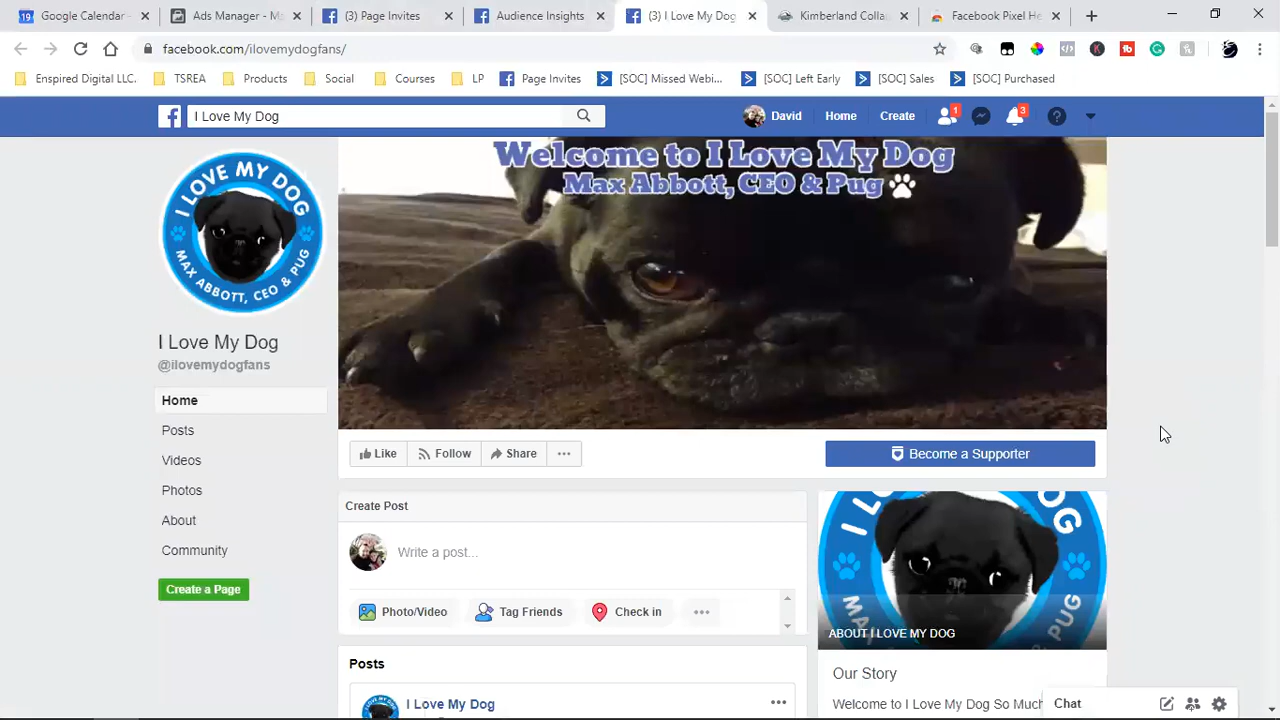 Google Calendar -
Ads Manager - Ma
(3) Page Invites
Audience Insights
(3) I Love My Dog
Kimberland Colla
Facebook Pixel He
facebook.com/ilovemydogfans/
Enspired Digital LLC.
TSREA
Products
Social
Courses
LP
Page Invites
[SOC] Missed Webi...
[SOC] Left Early
[SOC] Sales
[SOC] Purchased
I Love My Dog
David
Home
Create
1
3
I LOVE MY DOG
MAX ABBOTT, CEO & PUG
Welcome to I Love My Dog
Max Abbott, CEO & Pug
I Love My Dog
@ilovemydogfans
Home
Posts
Videos
Photos
About
Community
Create a Page
Like
Follow
Share
Become a Supporter
Create Post
Write a post...
Photo/Video
Tag Friends
Check in
Posts
I Love My Dog
ABOUT I LOVE MY DOG
Our Story
Welcome to I Love My Dog So Much
Chat